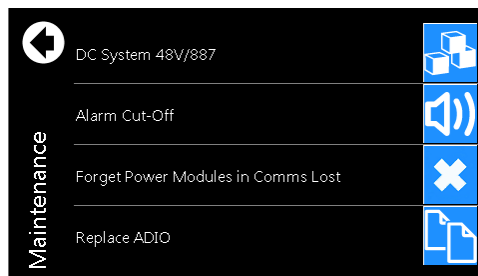 Maintenance
DC System 48V/887
Alarm Cut-Off
Forget Power Modules in Comms Lost
Replace ADIO